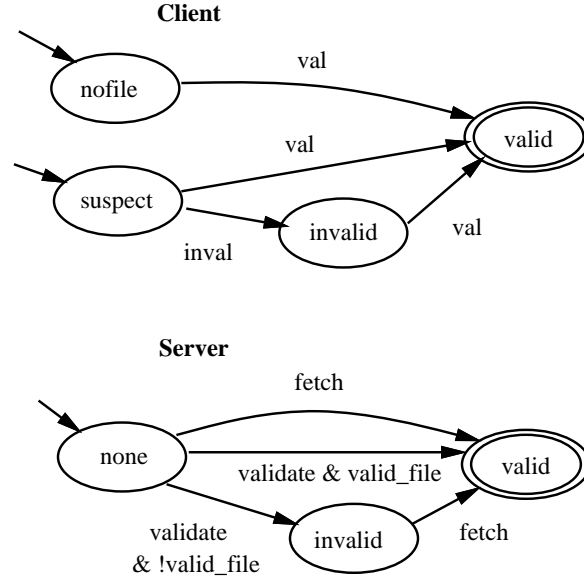 Client
nofile
val
valid
val
suspect
invalid
inval
val
Server
fetch
none
validate & valid_file
valid
validate
& !valid_file
invalid
fetch